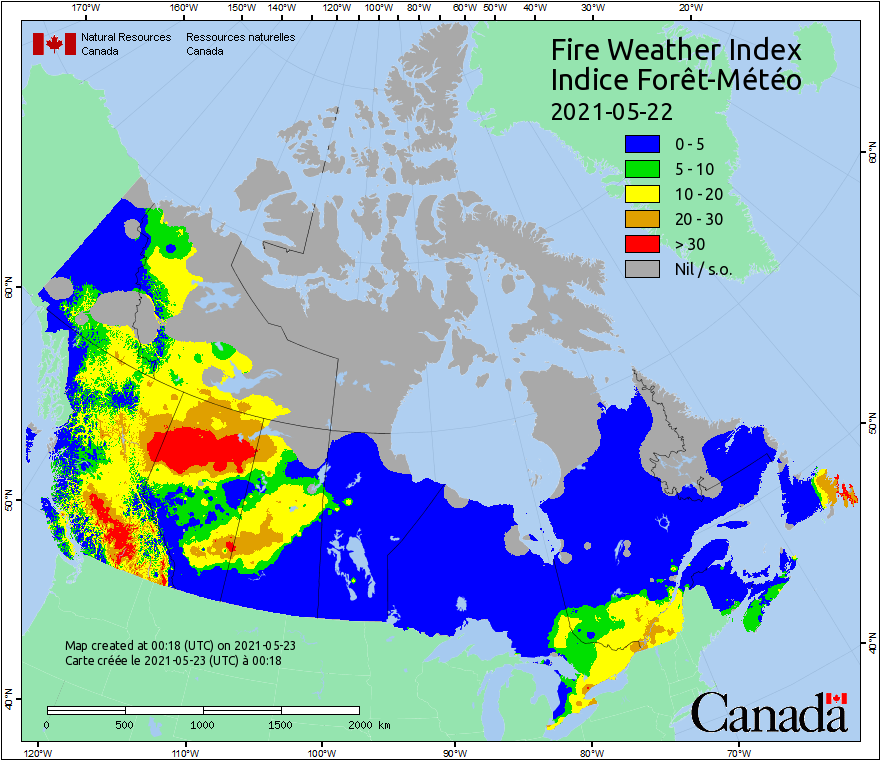 170°W 160°W 150°W 140°W 120°W 100°W 80°W 60°W 50°W 40°W 30°W 20°W
Natural Resources Ressources naturelles
Canada Canada
Fire Weather Index
Indice Forêt-Météo
2021-05-22
0 - 5
5 - 10
10 - 20
20 - 30
> 30
Nil / s.o.
60°N
60°N
50°N
50°N
40°N
40°N
Map created at 00:18 (UTC) on 2021-05-23
Carte créée le 2021-05-23 (UTC) à 00:18
0 500 1000 1500 2000 km
Canada
120°W 110°W 100°W 90°W 80°W 70°W